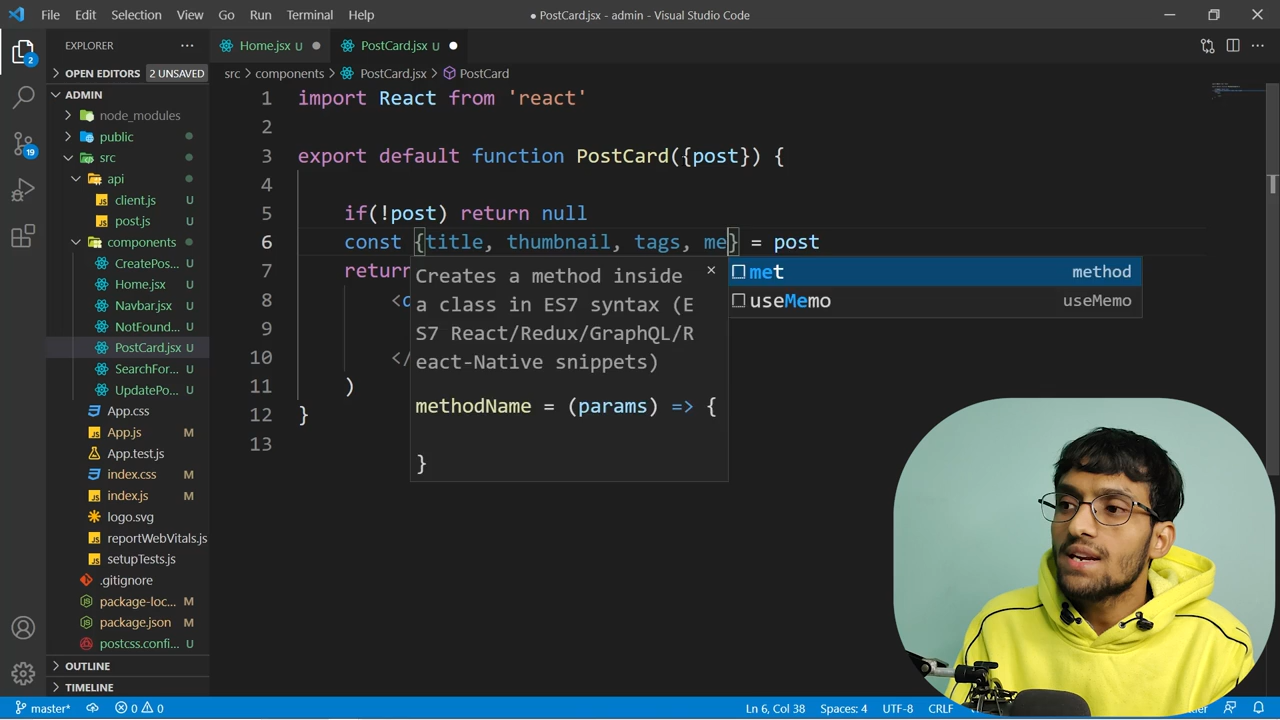 File Edit Selection View Go Run Terminal Help
● PostCard.jsx - admin - Visual Studio Code
EXPLORER
Home.jsx U
PostCard.jsx U
OPEN EDITORS 2 UNSAVED
src > components > PostCard.jsx > PostCard
ADMIN
node_modules
public
src
api
client.js U
post.js U
components
CreatePos... U
Home.jsx U
Navbar.jsx U
NotFound... U
PostCard.jsx U
SearchFor... U
UpdatePo... U
App.css
App.js M
App.test.js
index.css M
index.js M
logo.svg
reportWebVitals.js
setupTests.js
.gitignore
package-loc... M
package.json M
postcss.confi... U
OUTLINE
TIMELINE
2
19
1 import React from 'react'
2
3 export default function PostCard({post}) {
4
5 if(!post) return null
6 const {title, thumbnail, tags, me} = post
7 return
8 <
9
10 </
11 )
12 }
13
Creates a method inside
a class in ES7 syntax (E
S7 React/Redux/GraphQL/R
eact-Native snippets)
methodName = (params) => {
}
met method
useMemo useMemo
master* 0 0
Ln 6, Col 38 Spaces: 4 UTF-8 CRLF